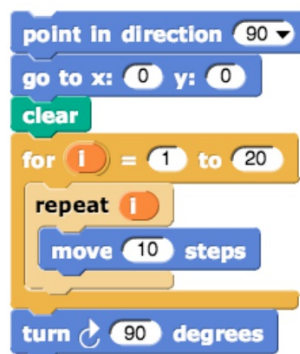 point in direction 90
go to x: 0 y: 0
clear
for i = 1 to 20
repeat i
move 10 steps
turn 90 degrees